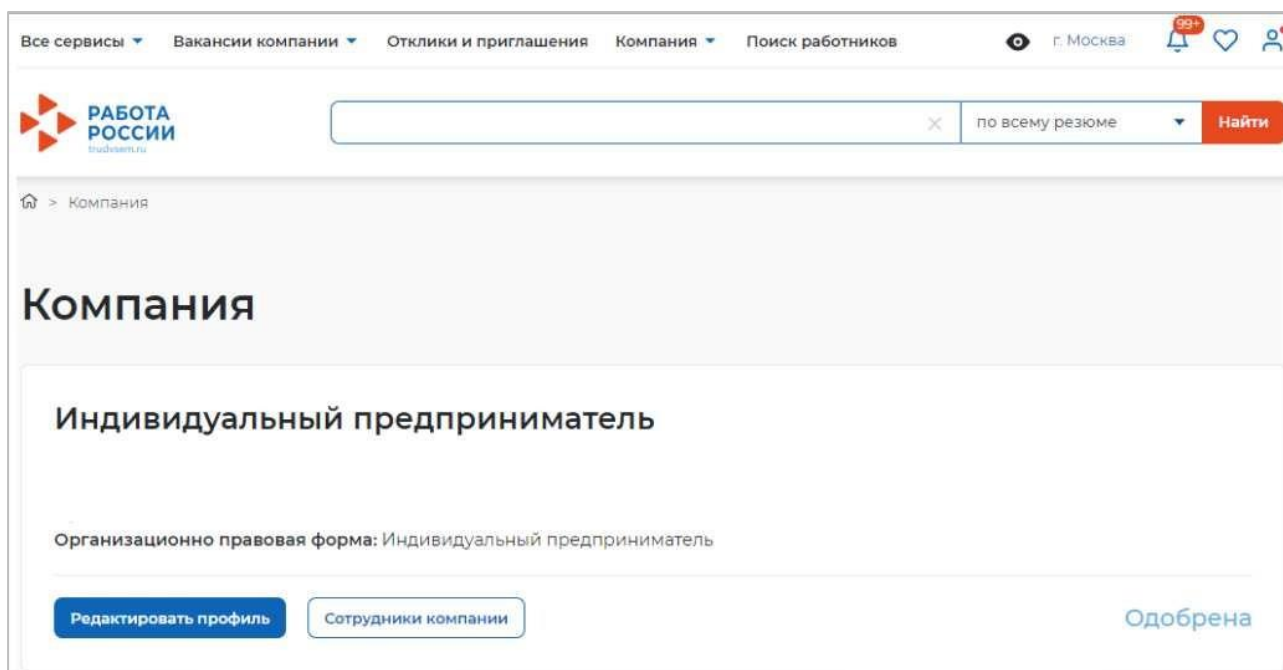 Все сервисы Вакансии компании Отклики и приглашения Компания Поиск работников г. Москва 99+
РАБОТА
РОССИИ
trudvsem.ru
по всему резюме Найти
> Компания
Компания
Индивидуальный предприниматель
Организационно правовая форма: Индивидуальный предприниматель
Редактировать профиль Сотрудники компании Одобрена